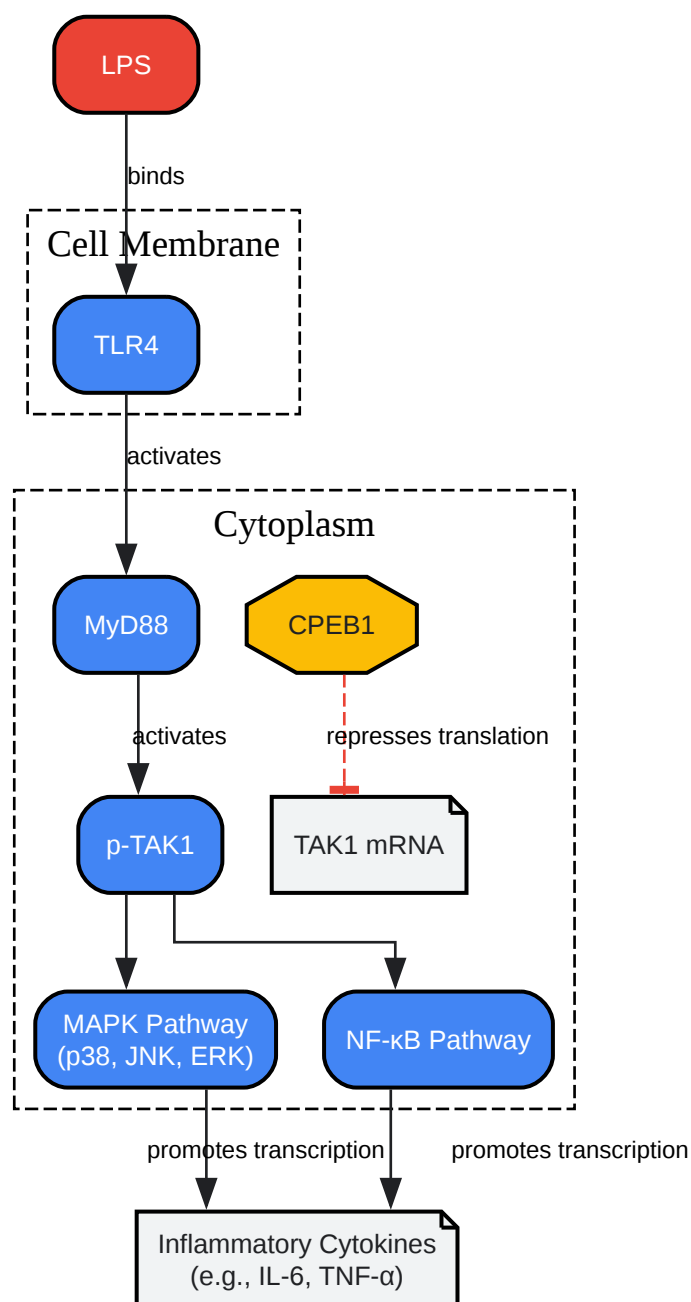 LPS
binds
Cell Membrane
TLR4
activates
Cytoplasm
MyD88
CPEB1
activates
represses translation
p-TAK1
TAK1 mRNA
MAPK Pathway
(p38, JNK, ERK)
NF-κB Pathway
promotes transcription
promotes transcription
Inflammatory Cytokines
(e.g., IL-6, TNF-α)